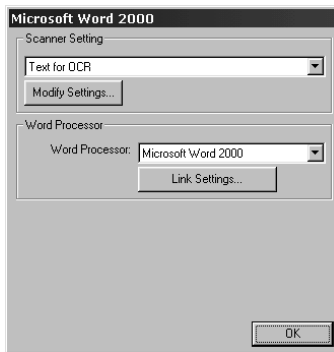 Microsoft Word 2000
Scanner Setting
Text for OCR
Modify Settings...
Word Processor
Word Processor: Microsoft Word 2000
Link Settings...
OK